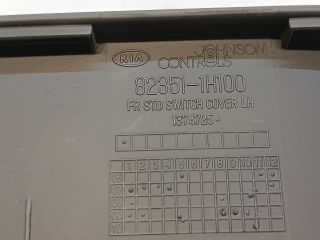 KIA JOHNSON
CONTROLS
82351-1H100
FR STD SWITCH COVER LH
1374725-
1 2 3 4 5 6 7 8 9 10 11 12